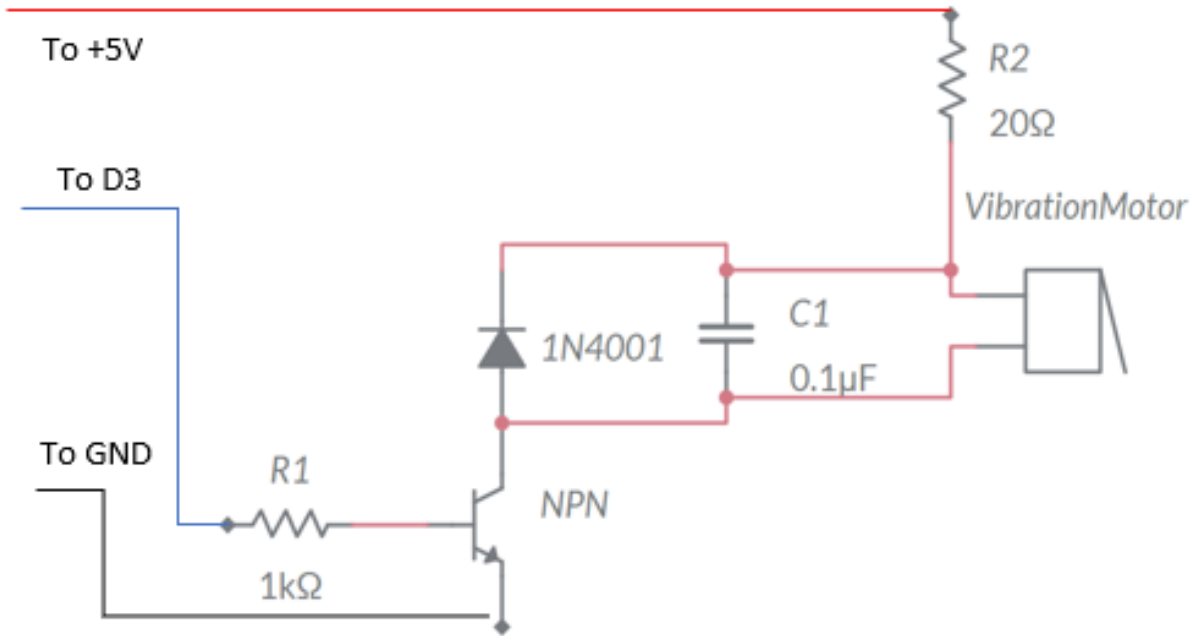 To +5V
R2
20Ω
To D3
VibrationMotor
C1
1N4001
0.1µF
To GND
R1
NPN
1kΩ